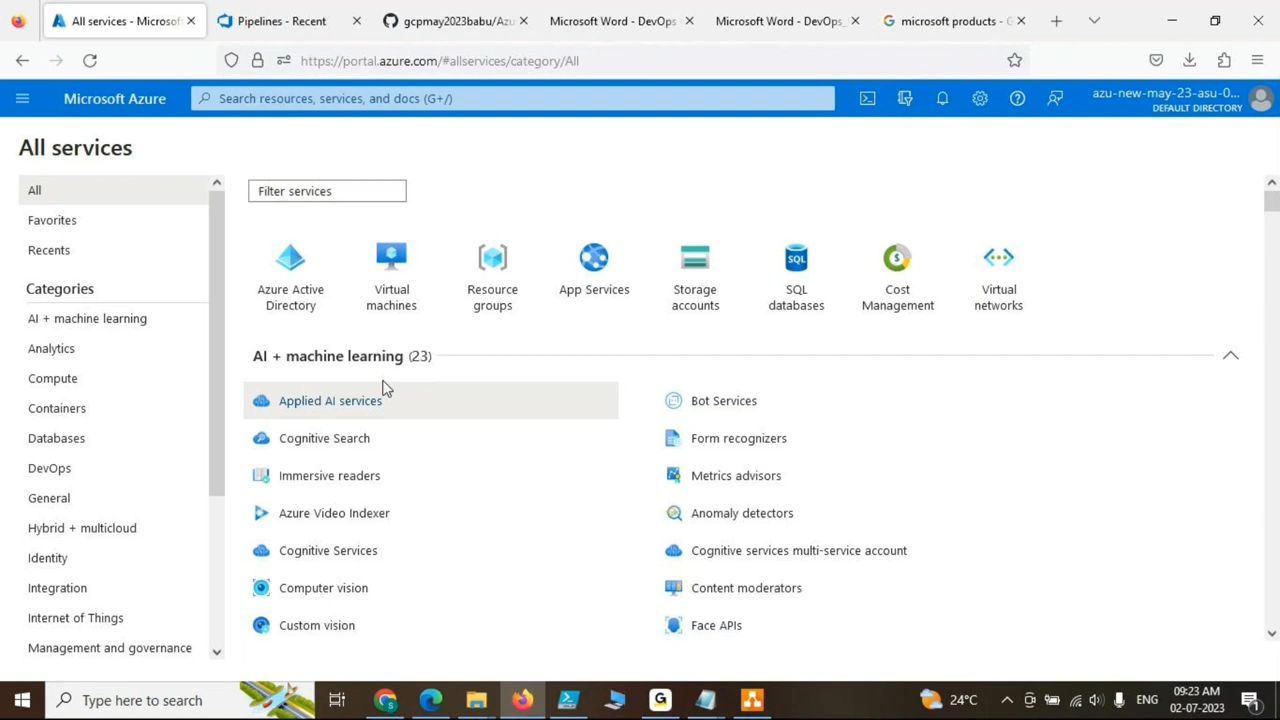 All services - Microsoft
Pipelines - Recent
gcpmay2023babu/Azu
Microsoft Word - DevOps
Microsoft Word - DevOps_
microsoft products - G
https://portal.azure.com/#allservices/category/All
Microsoft Azure
Search resources, services, and docs (G+/)
azu-new-may-23-asu-0...
DEFAULT DIRECTORY
All services
All
Favorites
Recents
Categories
AI + machine learning
Analytics
Compute
Containers
Databases
DevOps
General
Hybrid + multicloud
Identity
Integration
Internet of Things
Management and governance
Filter services
Azure Active Directory
Virtual machines
Resource groups
App Services
Storage accounts
SQL
SQL databases
Cost Management
Virtual networks
AI + machine learning (23)
Applied AI services
Bot Services
Cognitive Search
Form recognizers
Immersive readers
Metrics advisors
Azure Video Indexer
Anomaly detectors
Cognitive Services
Cognitive services multi-service account
Computer vision
Content moderators
Custom vision
Face APIs
Type here to search
24°C
ENG
09:23 AM
02-07-2023